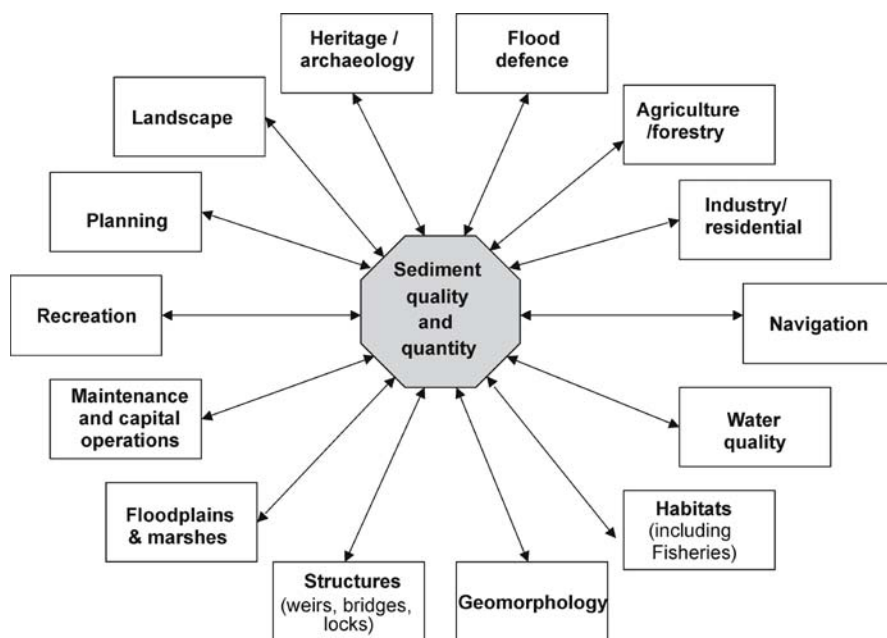 Heritage /
archaeology
Flood
defence
Landscape
Agriculture
/forestry
Planning
Industry/
residential
Sediment
quality
and
quantity
Recreation
Navigation
Maintenance
and capital
operations
Water
quality
Floodplains
& marshes
Habitats
(including
Fisheries)
Structures
(weirs, bridges,
locks)
Geomorphology